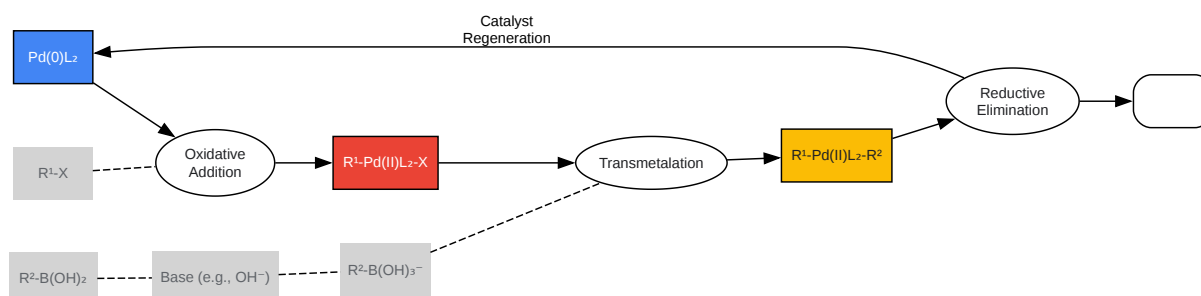 Catalyst
Regeneration
Pd(0)L₂
Reductive
Elimination
Oxidative
Addition
R¹-Pd(II)L₂-X
Transmetalation
R¹-Pd(II)L₂-R²
R¹-X
R²-B(OH)₂
Base (e.g., OH⁻)
R²-B(OH)₃⁻